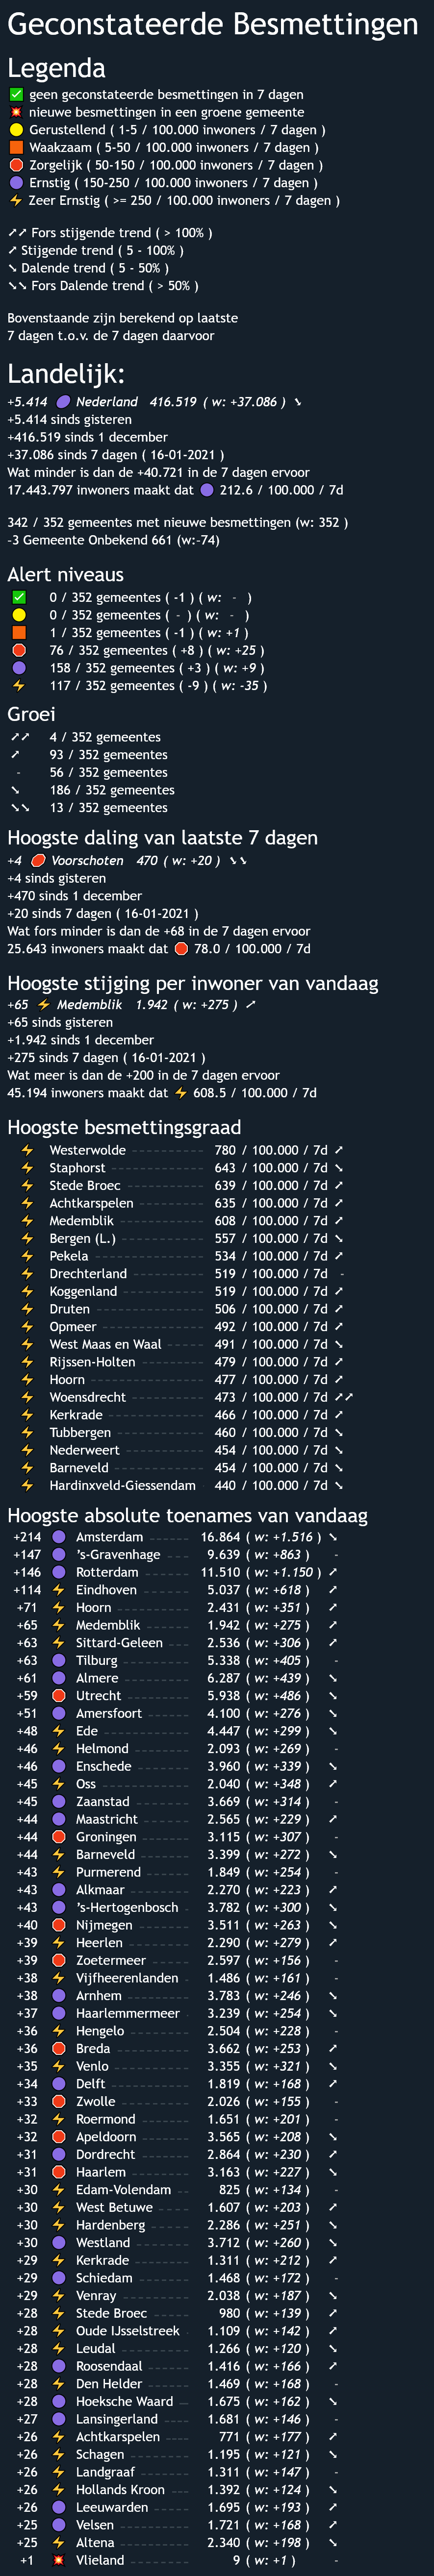 Geconstateerde Besmettingen
Legenda
geen geconstateerde besmettingen in 7 dagen
nieuwe besmettingen in een groene gemeente
Gerustellend ( 1-5 / 100.000 inwoners / 7 dagen )
Waakzaam ( 5-50 / 100.000 inwoners / 7 dagen )
Zorgelijk ( 50-150 / 100.000 inwoners / 7 dagen )
Ernstig ( 150-250 / 100.000 inwoners / 7 dagen )
Zeer Ernstig ( >= 250 / 100.000 inwoners / 7 dagen )
↗↗ Fors stijgende trend ( > 100% )
↗ Stijgende trend ( 5 - 100% )
↘ Dalende trend ( 5 - 50% )
↘↘ Fors Dalende trend ( > 50% )
Bovenstaande zijn berekend op laatste
7 dagen t.o.v. de 7 dagen daarvoor
Landelijk:
+5.414 Nederland 416.519 ( w: +37.086 ) ↘
+5.414 sinds gisteren
+416.519 sinds 1 december
+37.086 sinds 7 dagen ( 16-01-2021 )
Wat minder is dan de +40.721 in de 7 dagen ervoor
17.443.797 inwoners maakt dat 212.6 / 100.000 / 7d
342 / 352 gemeentes met nieuwe besmettingen (w: 352 )
-3 Gemeente Onbekend 661 (w:-74)
Alert niveaus
0 / 352 gemeentes ( -1 ) ( w: - )
0 / 352 gemeentes ( - ) ( w: - )
1 / 352 gemeentes ( -1 ) ( w: +1 )
76 / 352 gemeentes ( +8 ) ( w: +25 )
158 / 352 gemeentes ( +3 ) ( w: +9 )
117 / 352 gemeentes ( -9 ) ( w: -35 )
Groei
↗↗ 4 / 352 gemeentes
↗ 93 / 352 gemeentes
- 56 / 352 gemeentes
↘ 186 / 352 gemeentes
↘↘ 13 / 352 gemeentes
Hoogste daling van laatste 7 dagen
+4 Voorschoten 470 ( w: +20 ) ↘↘
+4 sinds gisteren
+470 sinds 1 december
+20 sinds 7 dagen ( 16-01-2021 )
Wat fors minder is dan de +68 in de 7 dagen ervoor
25.643 inwoners maakt dat 78.0 / 100.000 / 7d
Hoogste stijging per inwoner van vandaag
+65 Medemblik 1.942 ( w: +275 ) ↗
+65 sinds gisteren
+1.942 sinds 1 december
+275 sinds 7 dagen ( 16-01-2021 )
Wat meer is dan de +200 in de 7 dagen ervoor
45.194 inwoners maakt dat 608.5 / 100.000 / 7d
Hoogste besmettingsgraad
Westerwolde 780 / 100.000 / 7d ↗
Staphorst 643 / 100.000 / 7d ↘
Stede Broec 639 / 100.000 / 7d ↗
Achtkarspelen 635 / 100.000 / 7d ↗
Medemblik 608 / 100.000 / 7d ↗
Bergen (L.) 557 / 100.000 / 7d ↘
Pekela 534 / 100.000 / 7d ↗
Drechterland 519 / 100.000 / 7d -
Koggenland 519 / 100.000 / 7d ↗
Druten 506 / 100.000 / 7d ↗
Opmeer 492 / 100.000 / 7d ↗
West Maas en Waal 491 / 100.000 / 7d ↘
Rijssen-Holten 479 / 100.000 / 7d ↗
Hoorn 477 / 100.000 / 7d ↗
Woensdrecht 473 / 100.000 / 7d ↗↗
Kerkrade 466 / 100.000 / 7d ↗
Tubbergen 460 / 100.000 / 7d ↘
Nederweert 454 / 100.000 / 7d ↘
Barneveld 454 / 100.000 / 7d ↘
Hardinxveld-Giessendam 440 / 100.000 / 7d ↘
Hoogste absolute toenames van vandaag
+214 Amsterdam 16.864 ( w: +1.516 ) ↘
+147 's-Gravenhage 9.639 ( w: +863 ) -
+146 Rotterdam 11.510 ( w: +1.150 ) ↗
+114 Eindhoven 5.037 ( w: +618 ) ↗
+71 Hoorn 2.431 ( w: +351 ) ↗
+65 Medemblik 1.942 ( w: +275 ) ↗
+63 Sittard-Geleen 2.536 ( w: +306 ) ↗
+63 Tilburg 5.338 ( w: +405 ) -
+61 Almere 6.287 ( w: +439 ) ↘
+59 Utrecht 5.938 ( w: +486 ) ↘
+51 Amersfoort 4.100 ( w: +276 ) ↘
+48 Ede 4.447 ( w: +299 ) ↘
+46 Helmond 2.093 ( w: +269 ) -
+46 Enschede 3.960 ( w: +339 ) ↘
+45 Oss 2.040 ( w: +348 ) ↗
+45 Zaanstad 3.669 ( w: +314 ) -
+44 Maastricht 2.565 ( w: +229 ) ↗
+44 Groningen 3.115 ( w: +307 ) -
+44 Barneveld 3.399 ( w: +272 ) ↘
+43 Purmerend 1.849 ( w: +254 ) -
+43 Alkmaar 2.270 ( w: +223 ) ↗
+43 's-Hertogenbosch 3.782 ( w: +300 ) ↘
+40 Nijmegen 3.511 ( w: +263 ) ↘
+39 Heerlen 2.290 ( w: +279 ) ↗
+39 Zoetermeer 2.597 ( w: +156 ) -
+38 Vijfheerenlanden 1.486 ( w: +161 ) -
+38 Arnhem 3.783 ( w: +246 ) ↘
+37 Haarlemmermeer 3.239 ( w: +254 ) ↘
+36 Hengelo 2.504 ( w: +228 ) -
+36 Breda 3.662 ( w: +253 ) ↗
+35 Venlo 3.355 ( w: +321 ) ↘
+34 Delft 1.819 ( w: +168 ) ↗
+33 Zwolle 2.026 ( w: +155 ) -
+32 Roermond 1.651 ( w: +201 ) -
+32 Apeldoorn 3.565 ( w: +208 ) ↘
+31 Dordrecht 2.864 ( w: +230 ) ↗
+31 Haarlem 3.163 ( w: +227 ) ↘
+30 Edam-Volendam 825 ( w: +134 ) -
+30 West Betuwe 1.607 ( w: +203 ) ↗
+30 Hardenberg 2.286 ( w: +251 ) ↘
+30 Westland 3.712 ( w: +260 ) ↘
+29 Kerkrade 1.311 ( w: +212 ) ↗
+29 Schiedam 1.468 ( w: +172 ) -
+29 Venray 2.038 ( w: +187 ) ↘
+28 Stede Broec 980 ( w: +139 ) ↗
+28 Oude IJsselstreek 1.109 ( w: +142 ) ↗
+28 Leudal 1.266 ( w: +120 ) ↘
+28 Roosendaal 1.416 ( w: +166 ) ↗
+28 Den Helder 1.469 ( w: +168 ) -
+28 Hoeksche Waard 1.675 ( w: +162 ) ↘
+27 Lansingerland 1.681 ( w: +146 ) -
+26 Achtkarspelen 771 ( w: +177 ) ↗
+26 Schagen 1.195 ( w: +121 ) ↘
+26 Landgraaf 1.311 ( w: +147 ) -
+26 Hollands Kroon 1.392 ( w: +124 ) ↘
+26 Leeuwarden 1.695 ( w: +193 ) ↗
+25 Velsen 1.721 ( w: +168 ) ↗
+25 Altena 2.340 ( w: +198 ) ↘
+1 Vlieland 9 ( w: +1 ) -